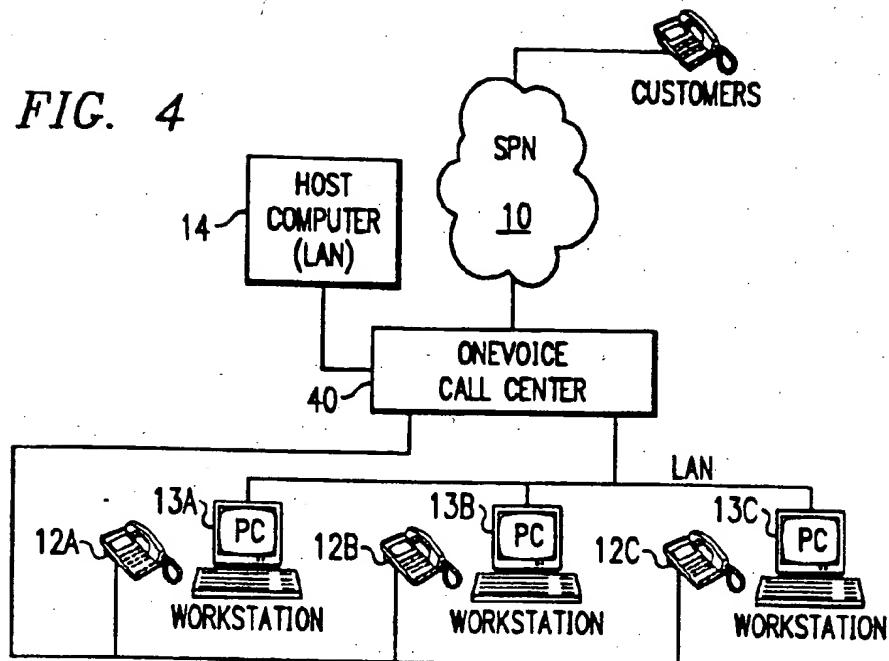 FIG. 4
CUSTOMERS
SPN
10
HOST
COMPUTER
(LAN)
14
ONEVOICE
CALL CENTER
40
LAN
13A
PC
12A
WORKSTATION
13B
PC
12B
WORKSTATION
13C
PC
12C
WORKSTATION